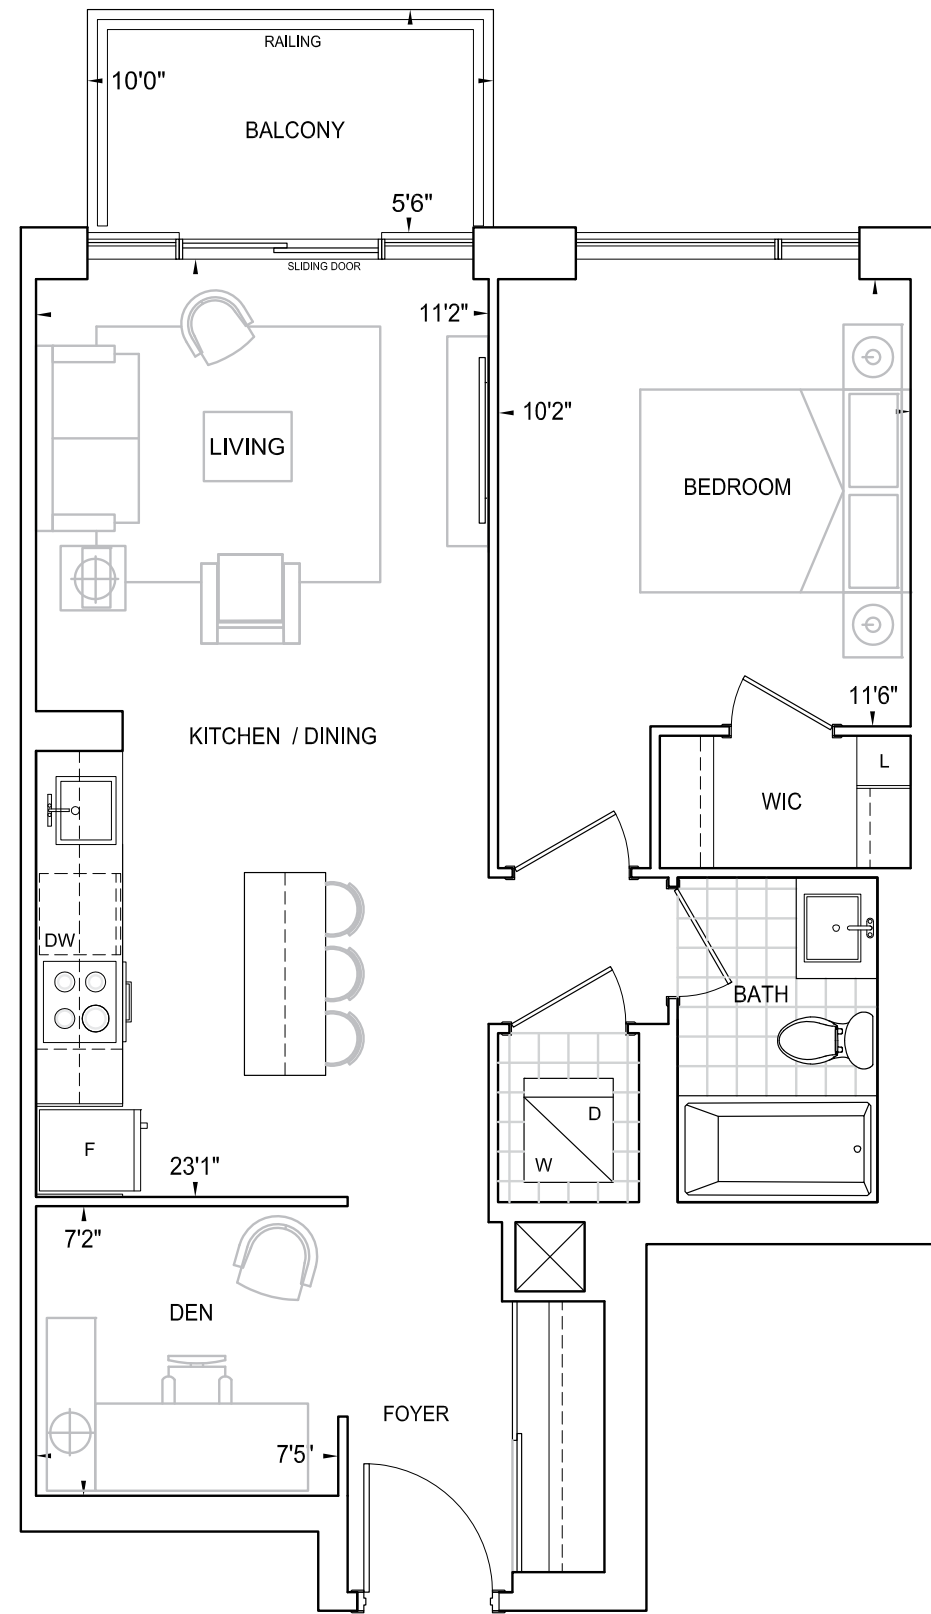 RAILING
10'0"
BALCONY
5'6"
SLIDING DOOR
11'2"
10'2"
LIVING
BEDROOM
11'6"
KITCHEN / DINING
L
WIC
DW
BATH
D
F
W
23'1"
7'2"
DEN
FOYER
7'5'